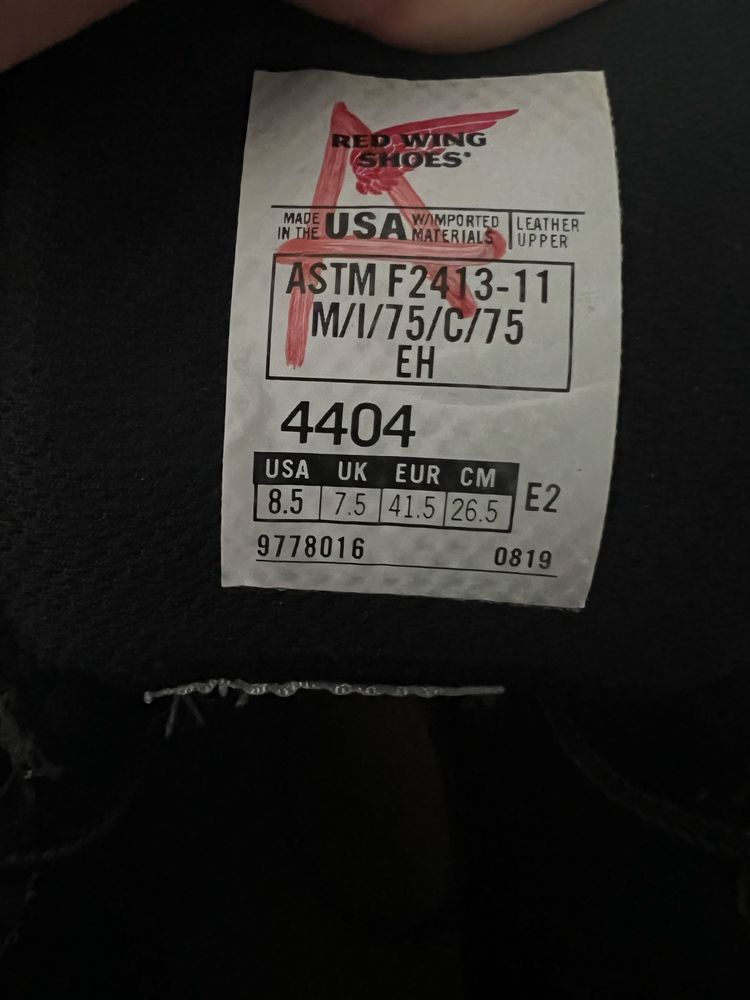 A
RED WING
SHOES®
MADE IN THE USA W/IMPORTED MATERIALS LEATHER UPPER
ASTM F2413-11
M/I/75/C/75
EH
4404
USA UK EUR CM
8.5 7.5 41.5 26.5 E2
9778016 0819